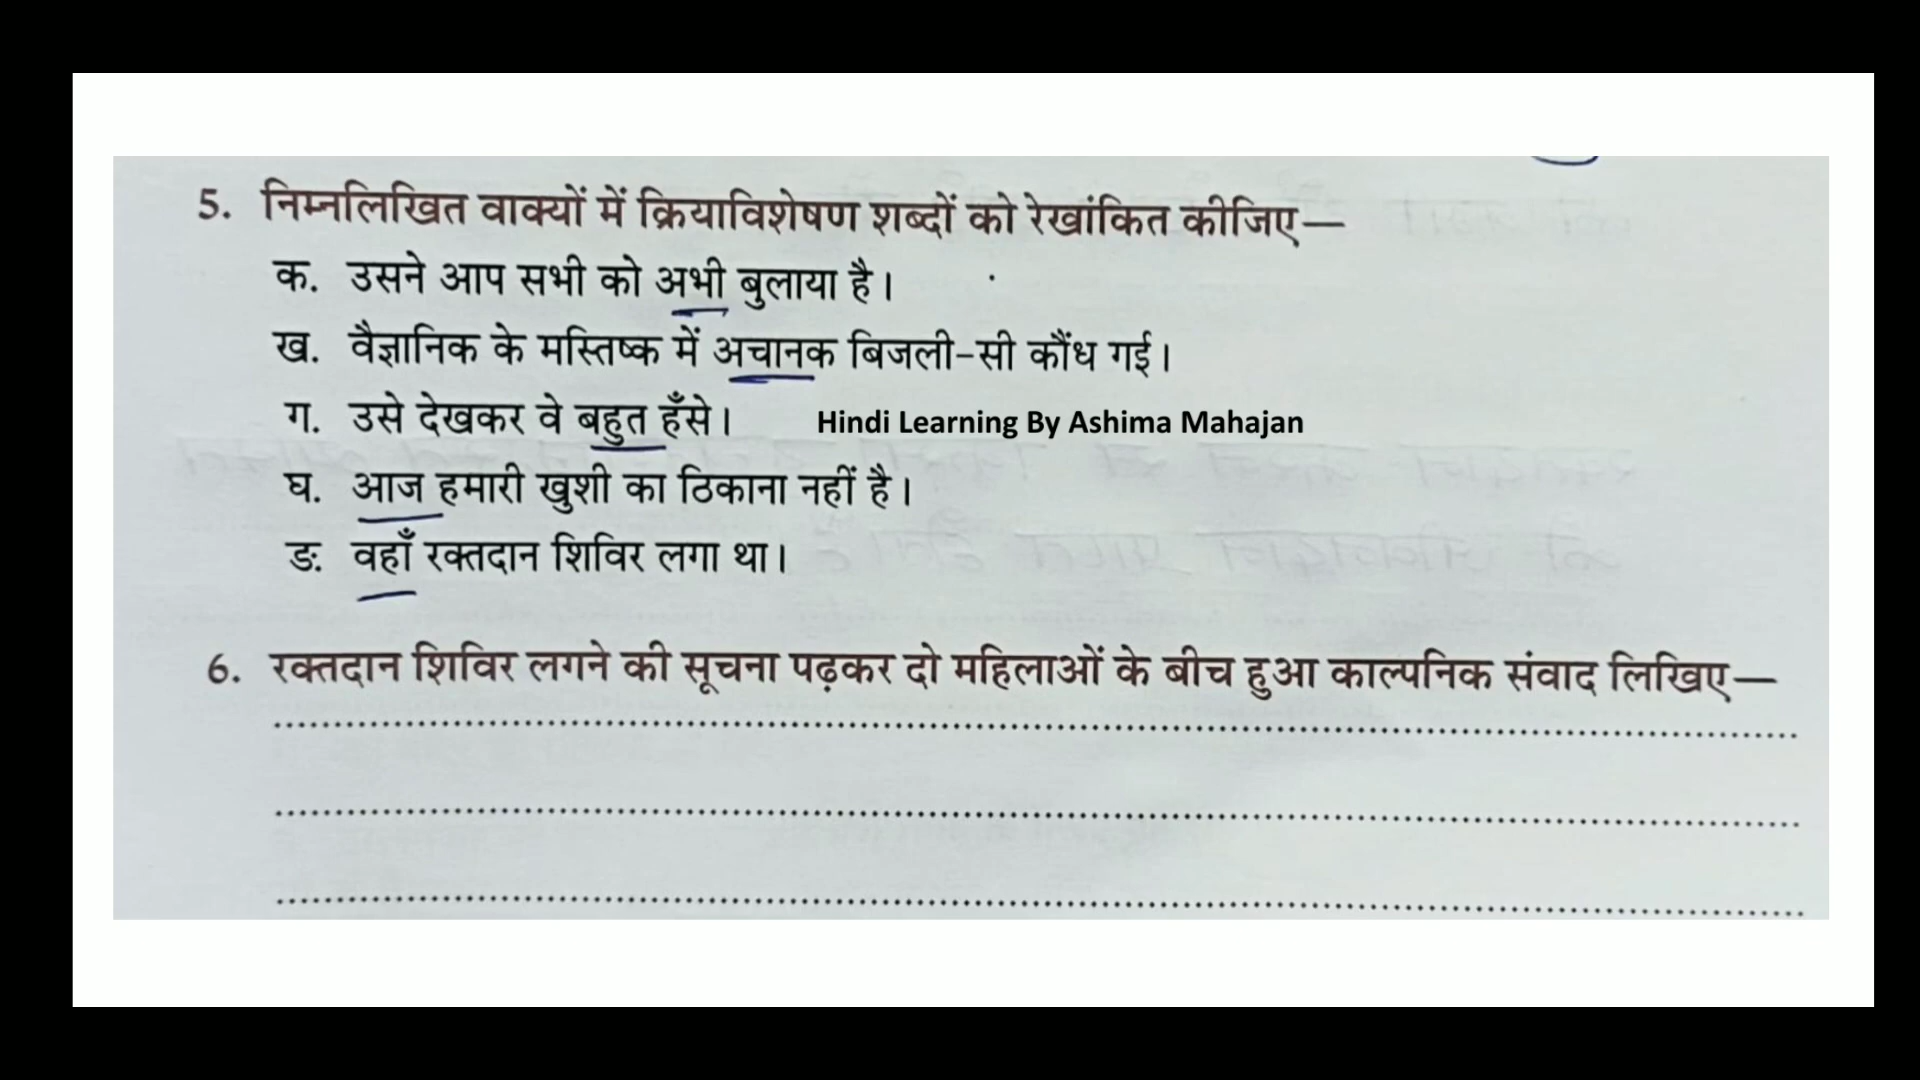 5. निम्नलिखित वाक्यों में क्रियाविशेषण शब्दों को रेखांकित कीजिए—
क. उसने आप सभी को अभी बुलाया है।
ख. वैज्ञानिक के मस्तिष्क में अचानक बिजली-सी कौंध गई।
ग. उसे देखकर वे बहुत हँसे। Hindi Learning By Ashima Mahajan
घ. आज हमारी खुशी का ठिकाना नहीं है।
ङ. वहाँ रक्तदान शिविर लगा था।
6. रक्तदान शिविर लगने की सूचना पढ़कर दो महिलाओं के बीच हुआ काल्पनिक संवाद लिखिए—